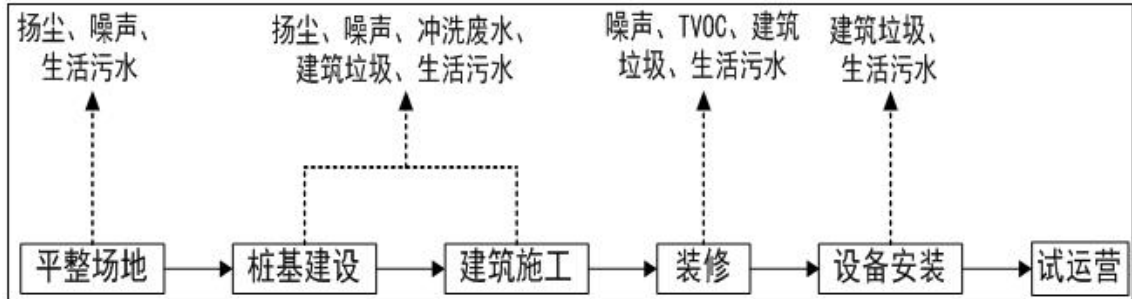 扬尘、噪声、
生活污水
扬尘、噪声、冲洗废水、
建筑垃圾、生活污水
噪声、TVOC、建筑
垃圾、生活污水
建筑垃圾、
生活污水
平整场地
桩基建设
建筑施工
装修
设备安装
试运营